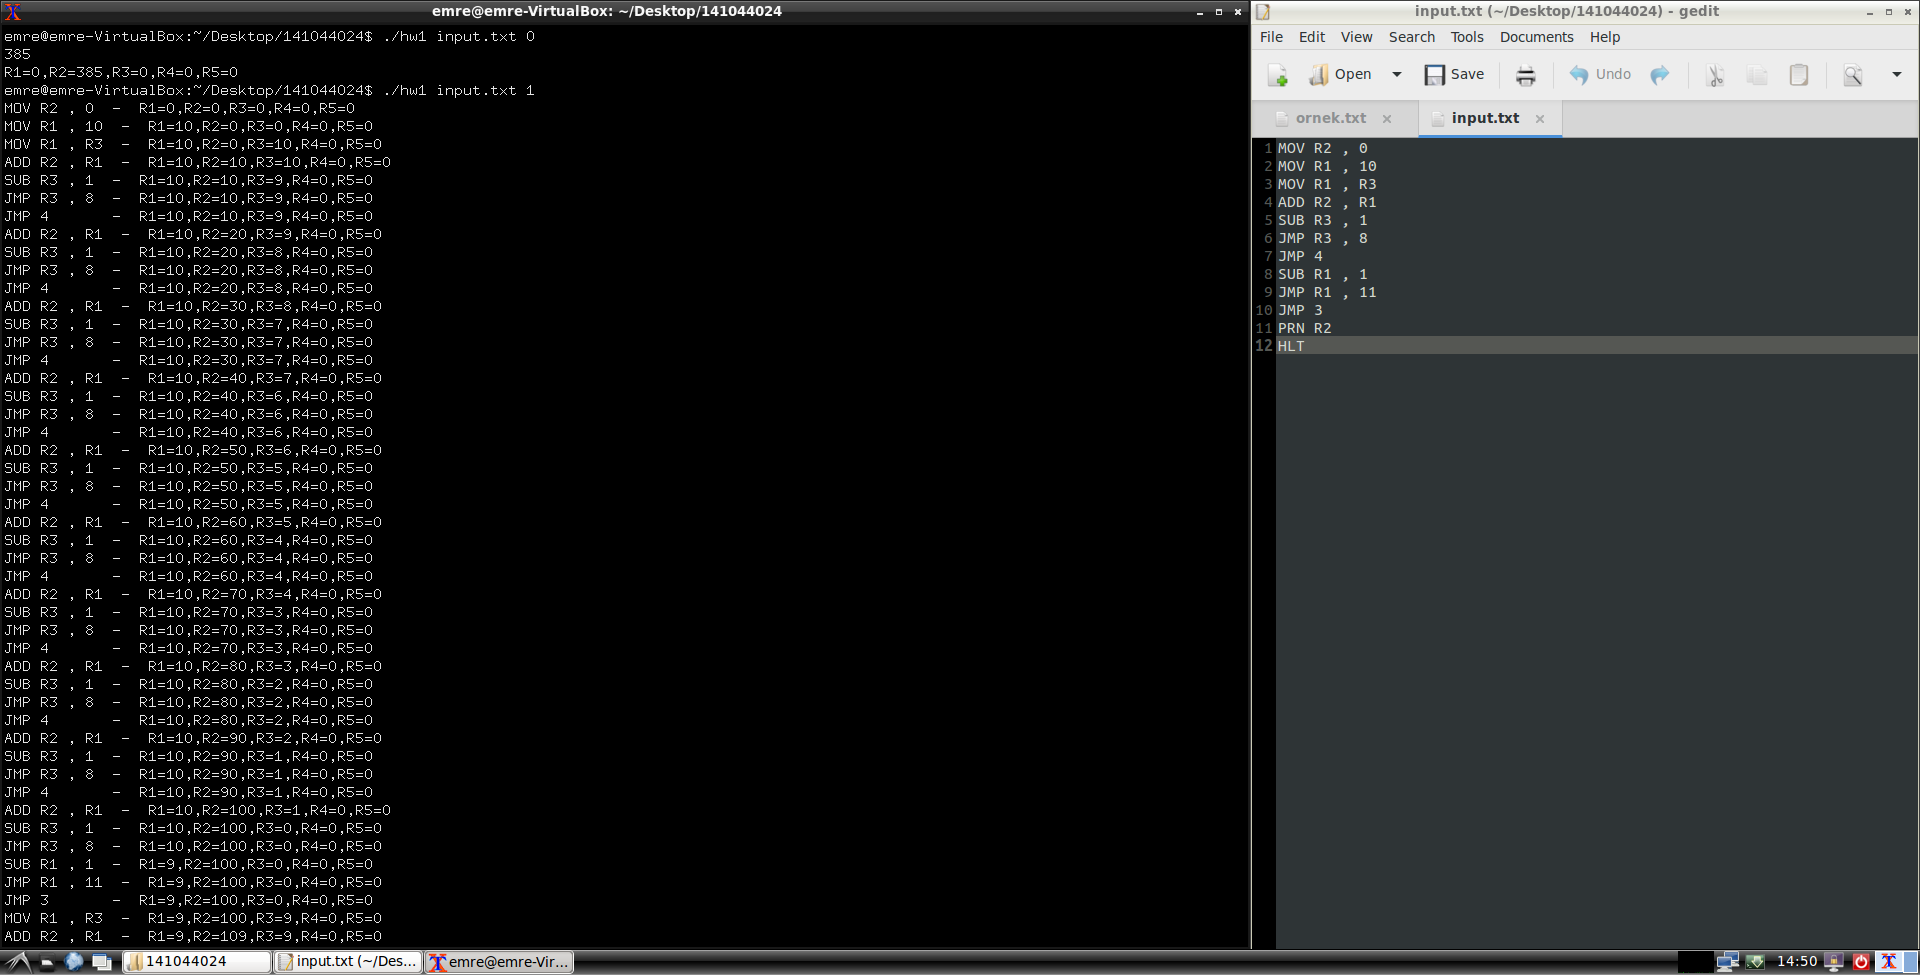 emre@emre-VirtualBox: ~/Desktop/141044024
emre@emre-VirtualBox:~/Desktop/141044024$ ./hw1 input.txt 0
385
R1=0,R2=385,R3=0,R4=0,R5=0
emre@emre-VirtualBox:~/Desktop/141044024$ ./hw1 input.txt 1
MOV R2 , 0 - R1=0,R2=0,R3=0,R4=0,R5=0
MOV R1 , 10 - R1=10,R2=0,R3=0,R4=0,R5=0
MOV R1 , R3 - R1=10,R2=0,R3=10,R4=0,R5=0
ADD R2 , R1 - R1=10,R2=10,R3=10,R4=0,R5=0
SUB R3 , 1 - R1=10,R2=10,R3=9,R4=0,R5=0
JMP R3 , 8 - R1=10,R2=10,R3=9,R4=0,R5=0
JMP 4 - R1=10,R2=10,R3=9,R4=0,R5=0
ADD R2 , R1 - R1=10,R2=20,R3=9,R4=0,R5=0
SUB R3 , 1 - R1=10,R2=20,R3=8,R4=0,R5=0
JMP R3 , 8 - R1=10,R2=20,R3=8,R4=0,R5=0
JMP 4 - R1=10,R2=20,R3=8,R4=0,R5=0
ADD R2 , R1 - R1=10,R2=30,R3=8,R4=0,R5=0
SUB R3 , 1 - R1=10,R2=30,R3=7,R4=0,R5=0
JMP R3 , 8 - R1=10,R2=30,R3=7,R4=0,R5=0
JMP 4 - R1=10,R2=30,R3=7,R4=0,R5=0
ADD R2 , R1 - R1=10,R2=40,R3=7,R4=0,R5=0
SUB R3 , 1 - R1=10,R2=40,R3=6,R4=0,R5=0
JMP R3 , 8 - R1=10,R2=40,R3=6,R4=0,R5=0
JMP 4 - R1=10,R2=40,R3=6,R4=0,R5=0
ADD R2 , R1 - R1=10,R2=50,R3=6,R4=0,R5=0
SUB R3 , 1 - R1=10,R2=50,R3=5,R4=0,R5=0
JMP R3 , 8 - R1=10,R2=50,R3=5,R4=0,R5=0
JMP 4 - R1=10,R2=50,R3=5,R4=0,R5=0
ADD R2 , R1 - R1=10,R2=60,R3=5,R4=0,R5=0
SUB R3 , 1 - R1=10,R2=60,R3=4,R4=0,R5=0
JMP R3 , 8 - R1=10,R2=60,R3=4,R4=0,R5=0
JMP 4 - R1=10,R2=60,R3=4,R4=0,R5=0
ADD R2 , R1 - R1=10,R2=70,R3=4,R4=0,R5=0
SUB R3 , 1 - R1=10,R2=70,R3=3,R4=0,R5=0
JMP R3 , 8 - R1=10,R2=70,R3=3,R4=0,R5=0
JMP 4 - R1=10,R2=70,R3=3,R4=0,R5=0
ADD R2 , R1 - R1=10,R2=80,R3=3,R4=0,R5=0
SUB R3 , 1 - R1=10,R2=80,R3=2,R4=0,R5=0
JMP R3 , 8 - R1=10,R2=80,R3=2,R4=0,R5=0
JMP 4 - R1=10,R2=80,R3=2,R4=0,R5=0
ADD R2 , R1 - R1=10,R2=90,R3=2,R4=0,R5=0
SUB R3 , 1 - R1=10,R2=90,R3=1,R4=0,R5=0
JMP R3 , 8 - R1=10,R2=90,R3=1,R4=0,R5=0
JMP 4 - R1=10,R2=90,R3=1,R4=0,R5=0
ADD R2 , R1 - R1=10,R2=100,R3=1,R4=0,R5=0
SUB R3 , 1 - R1=10,R2=100,R3=0,R4=0,R5=0
JMP R3 , 8 - R1=10,R2=100,R3=0,R4=0,R5=0
SUB R1 , 1 - R1=9,R2=100,R3=0,R4=0,R5=0
JMP R1 , 11 - R1=9,R2=100,R3=0,R4=0,R5=0
JMP 3 - R1=9,R2=100,R3=0,R4=0,R5=0
MOV R1 , R3 - R1=9,R2=100,R3=9,R4=0,R5=0
ADD R2 , R1 - R1=9,R2=109,R3=9,R4=0,R5=0
input.txt (~/Desktop/141044024) - gedit
File Edit View Search Tools Documents Help
Open Save Undo
ornek.txt input.txt
1 MOV R2 , 0
2 MOV R1 , 10
3 MOV R1 , R3
4 ADD R2 , R1
5 SUB R3 , 1
6 JMP R3 , 8
7 JMP 4
8 SUB R1 , 1
9 JMP R1 , 11
10 JMP 3
11 PRN R2
12 HLT
141044024 input.txt (~/Des... emre@emre-Vir... 14:50